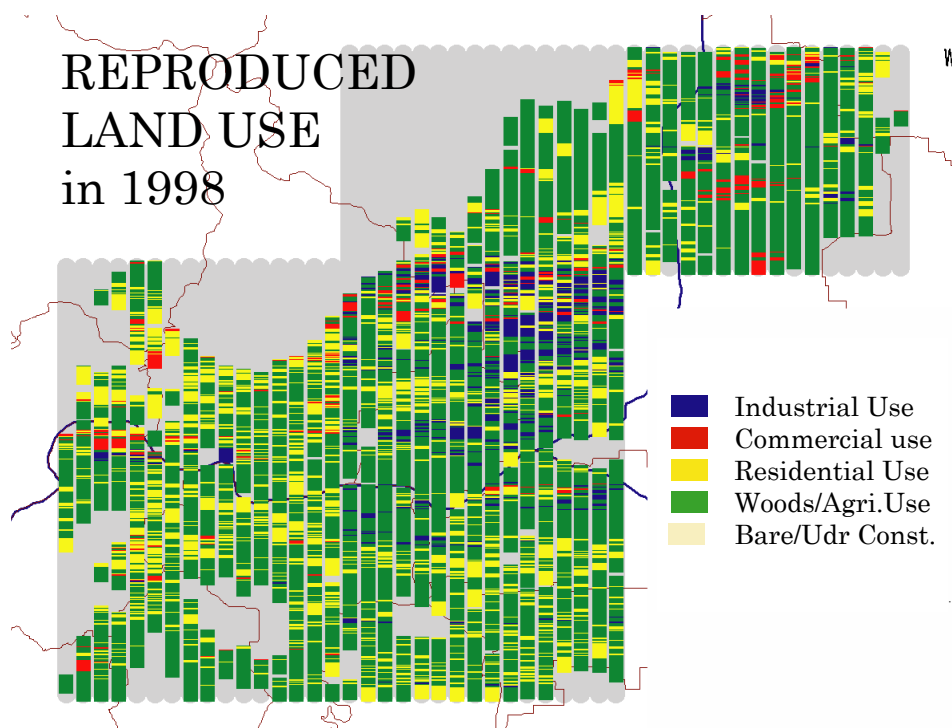 REPRODUCED
LAND USE
in 1998
Industrial Use
Commercial use
Residential Use
Woods/Agri.Use
Bare/Udr Const.